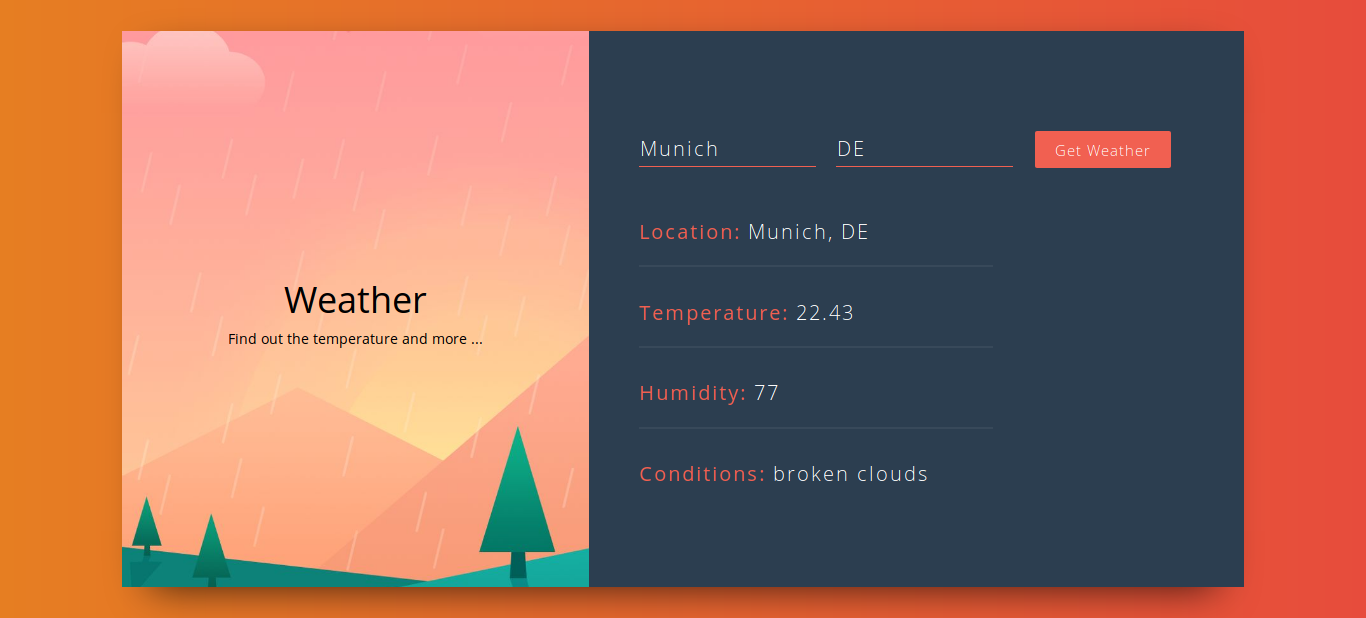 Weather
Find out the temperature and more ...
Munich
DE
Get Weather
Location: Munich, DE
Temperature: 22.43
Humidity: 77
Conditions: broken clouds